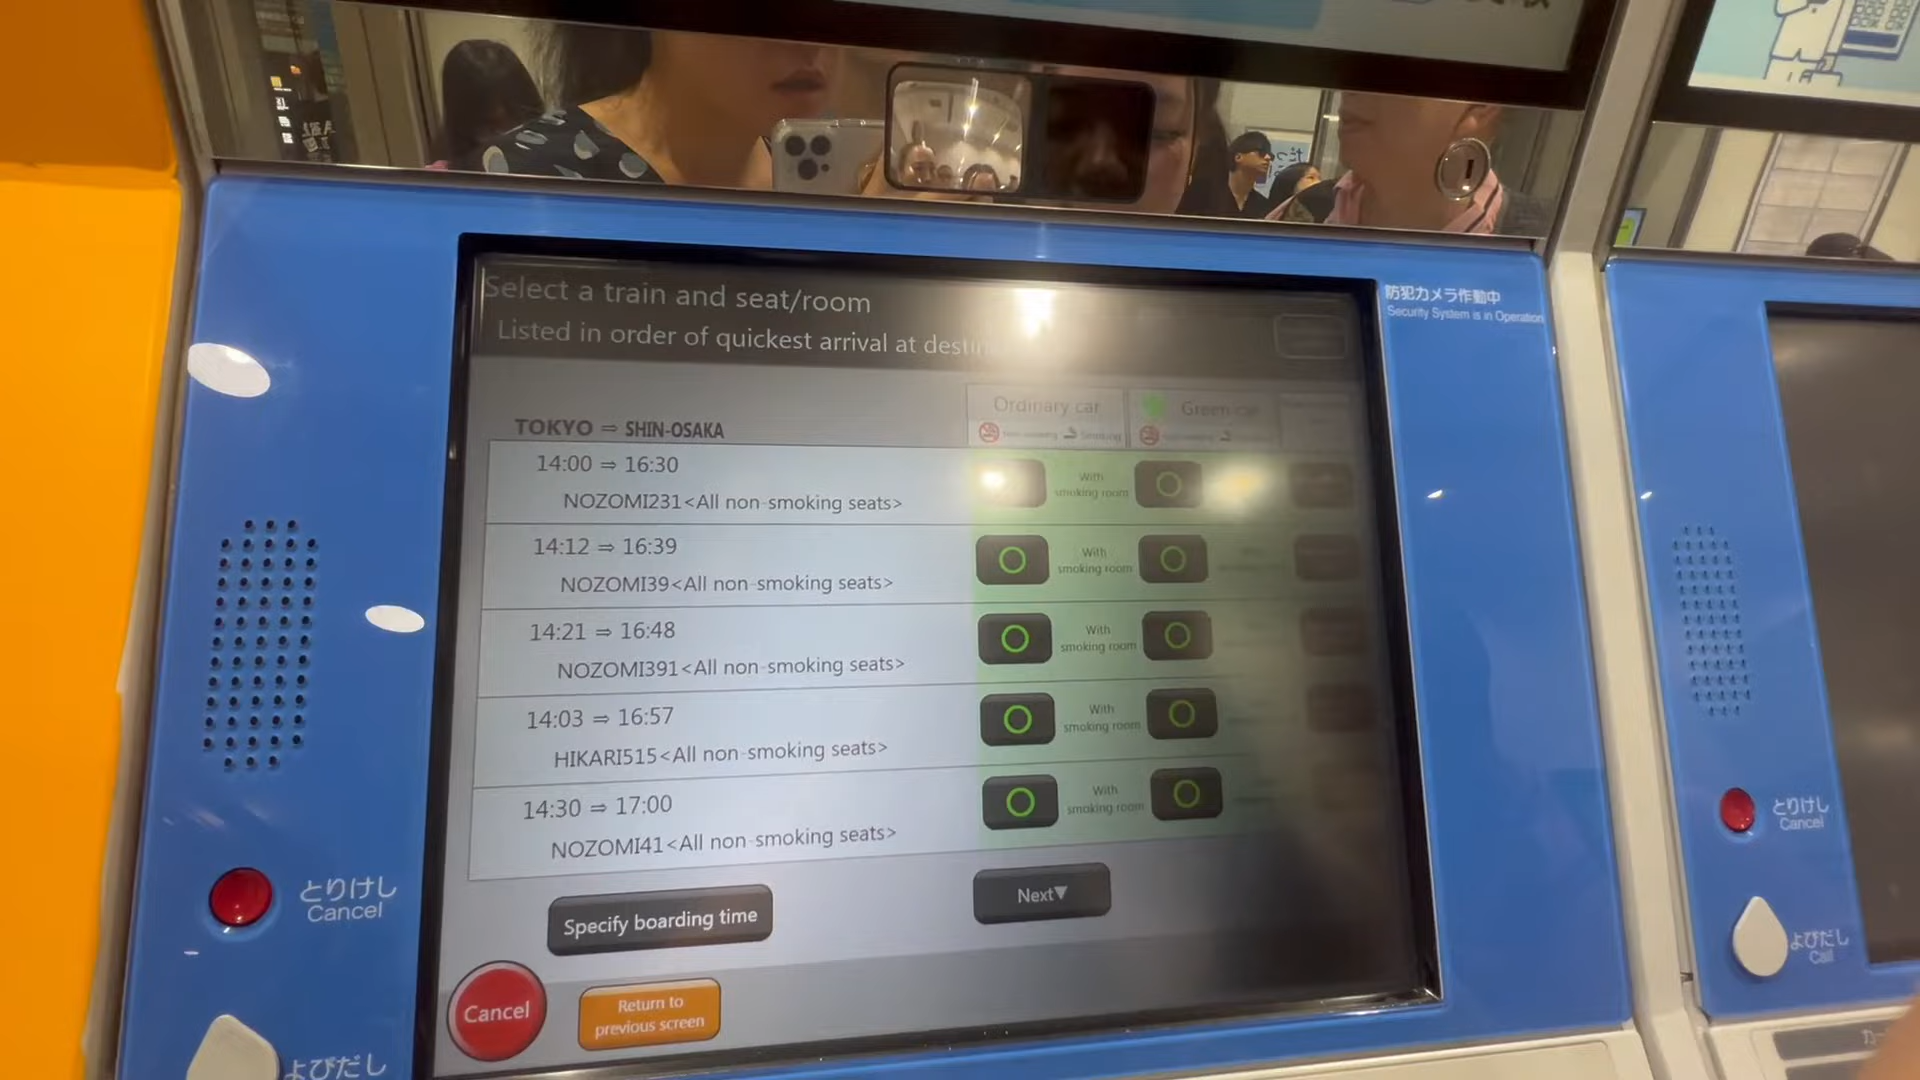 防犯カメラ作動中
Security System is in Operation
Select a train and seat/room
Listed in order of quickest arrival at
Ordinary car
Green car
TOKYO ⇒ SHIN-OSAKA
Smoking
14:00 ⇒ 16:30
NOZOMI231<All non-smoking seats>
With
smoking room
14:12 ⇒ 16:39
NOZOMI39<All non-smoking seats>
With
smoking room
14:21 ⇒ 16:48
NOZOMI391<All non-smoking seats>
With
smoking room
14:03 ⇒ 16:57
HIKARI515<All non-smoking seats>
With
smoking room
14:30 ⇒ 17:00
NOZOMI41<All non-smoking seats>
With
smoking room
Specify boarding time
Next▼
Cancel
Return to
previous screen
とりけし
Cancel
よびだし
とりけし
Cancel
よびだし
Call